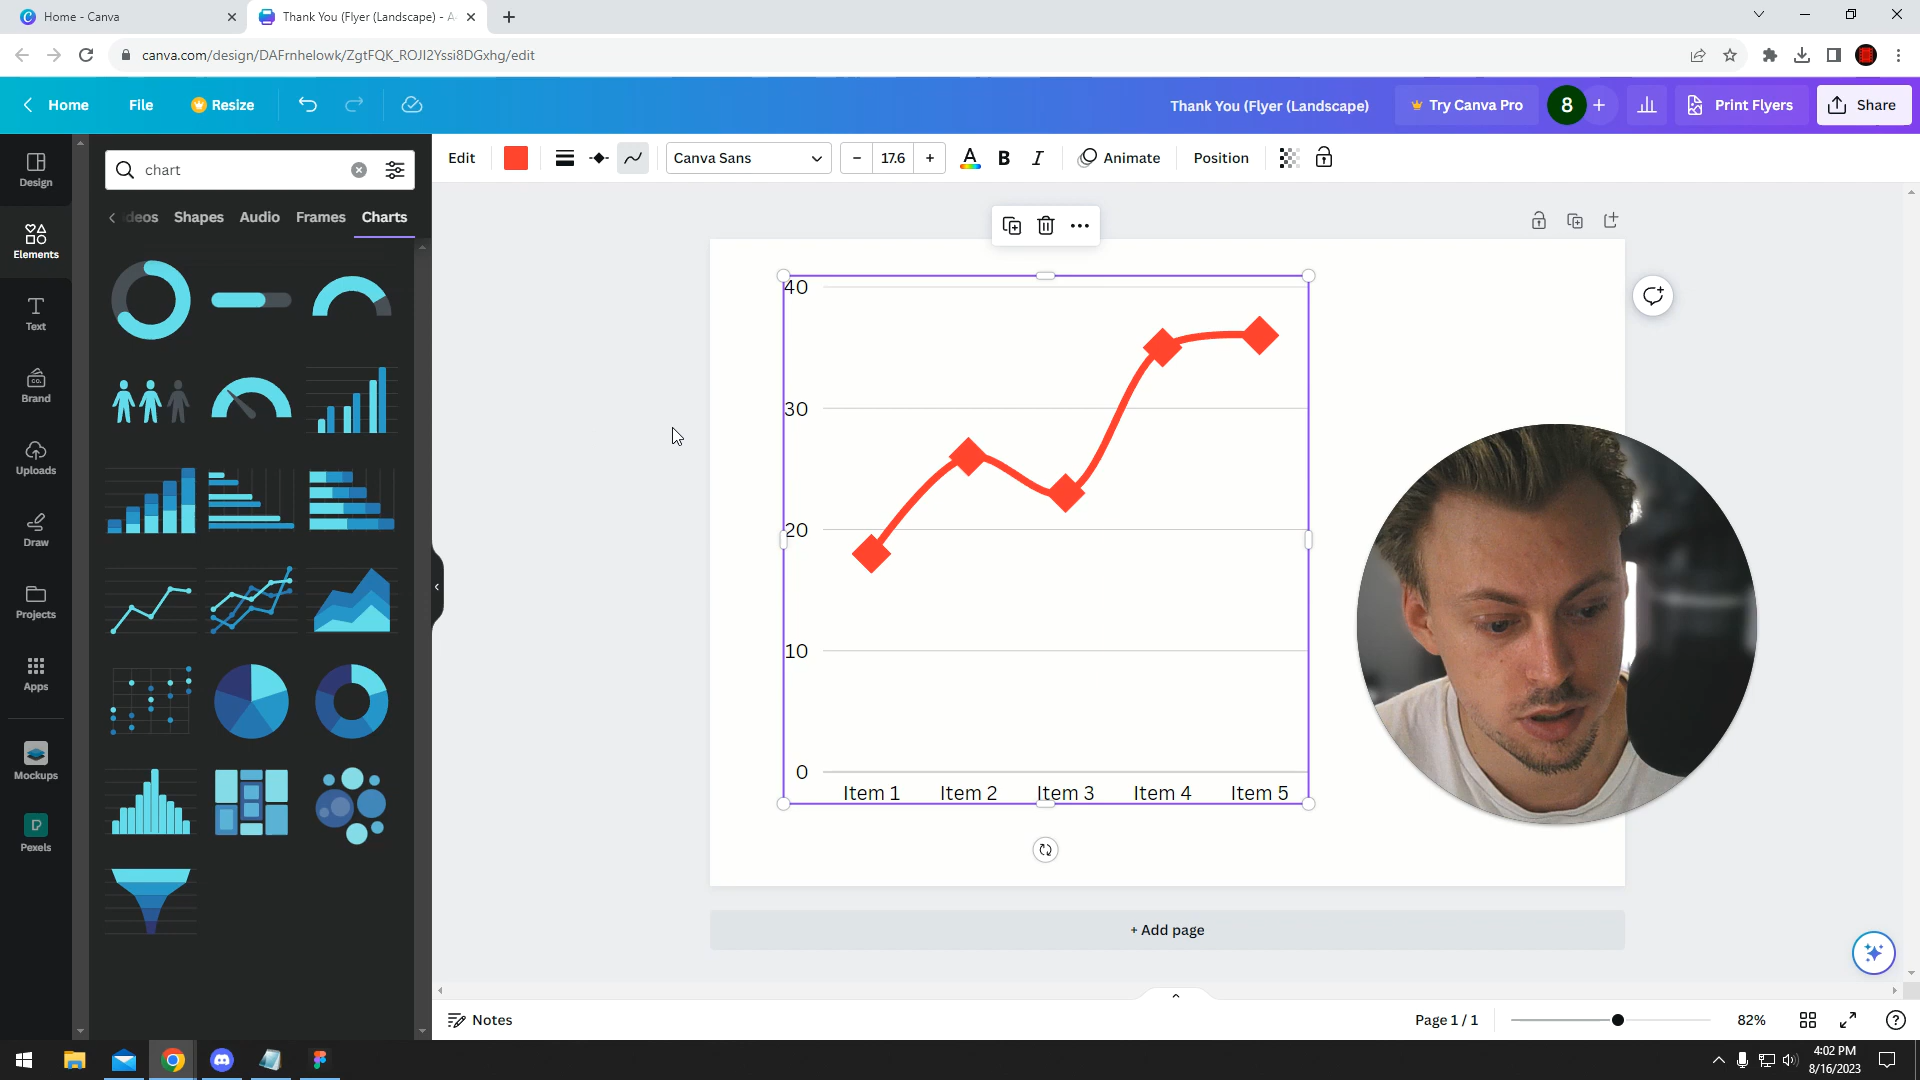 Home - Canva
Thank You (Flyer (Landscape) - A
canva.com/design/DAFrnhelowk/ZgtFQK_ROJI2Yssi8DGxhg/edit
Home
File
Resize
Thank You (Flyer (Landscape)
Try Canva Pro
8
+
Print Flyers
Share
Design
Elements
Text
Brand
Uploads
Draw
Projects
Apps
Mockups
Pexels
chart
ideos
Shapes
Audio
Frames
Charts
Edit
Canva Sans
- 17.6 +
A
B
I
Animate
Position
40
30
20
10
0
Item 1 Item 2 Item 3 Item 4 Item 5
+ Add page
Notes
Page 1 / 1
82%
4:02 PM
8/16/2023